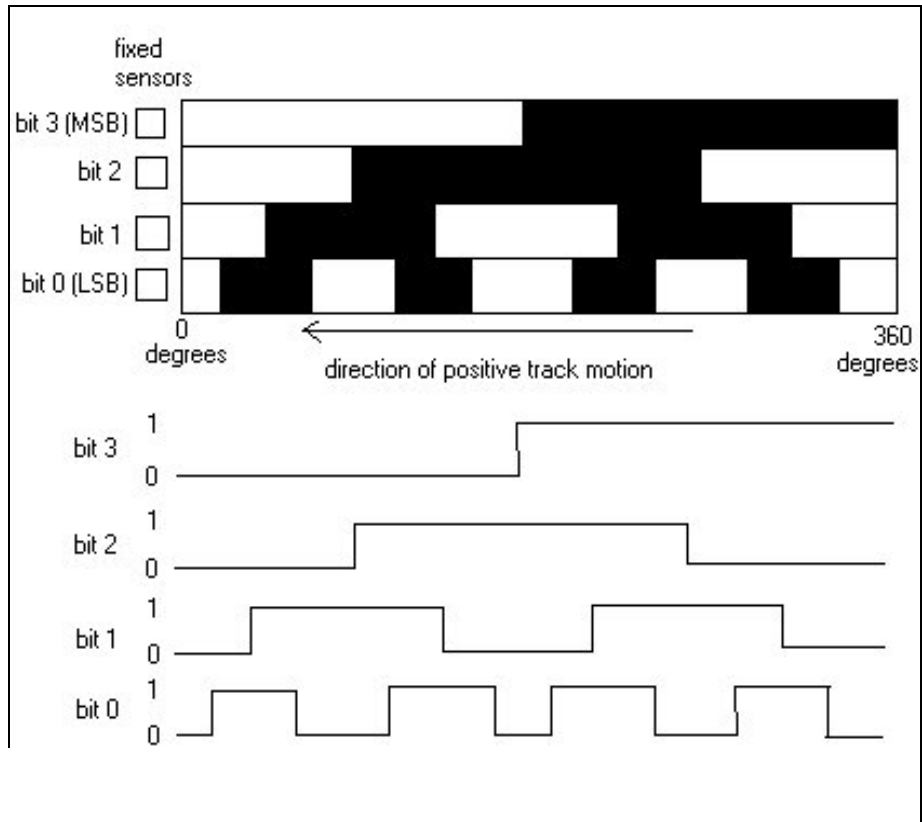 fixed
sensors
bit 3 (MSB)
bit 2
bit 1
bit 0 (LSB)
0
degrees
360
degrees
direction of positive track motion
bit 3
1
0
bit 2
1
0
bit 1
1
0
bit 0
1
0